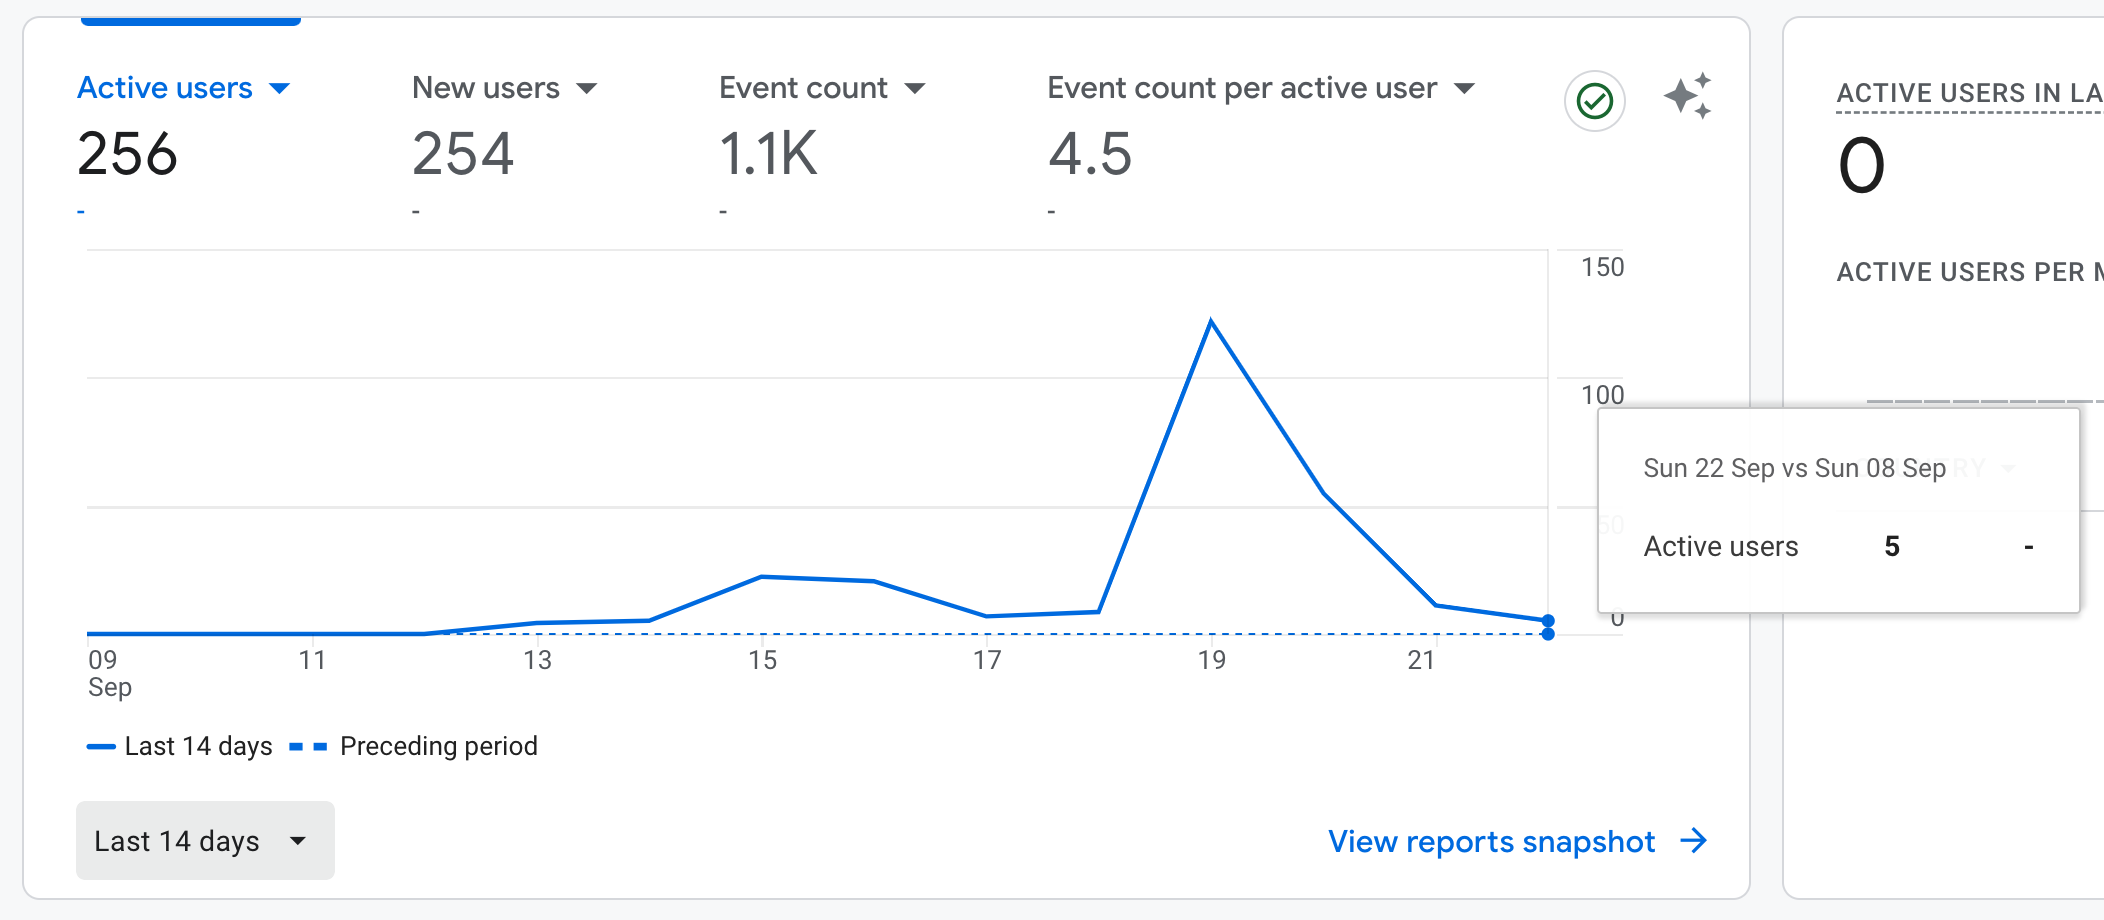 Active users
New users
Event count
Event count per active user
256
254
1.1K
4.5
-
-
-
-
ACTIVE USERS IN LA
0
ACTIVE USERS PER
150
100
50
0
Sun 22 Sep vs Sun 08 Sep
Active users 5 -
09
Sep
11
13
15
17
19
21
Last 14 days
Preceding period
Last 14 days
View reports snapshot